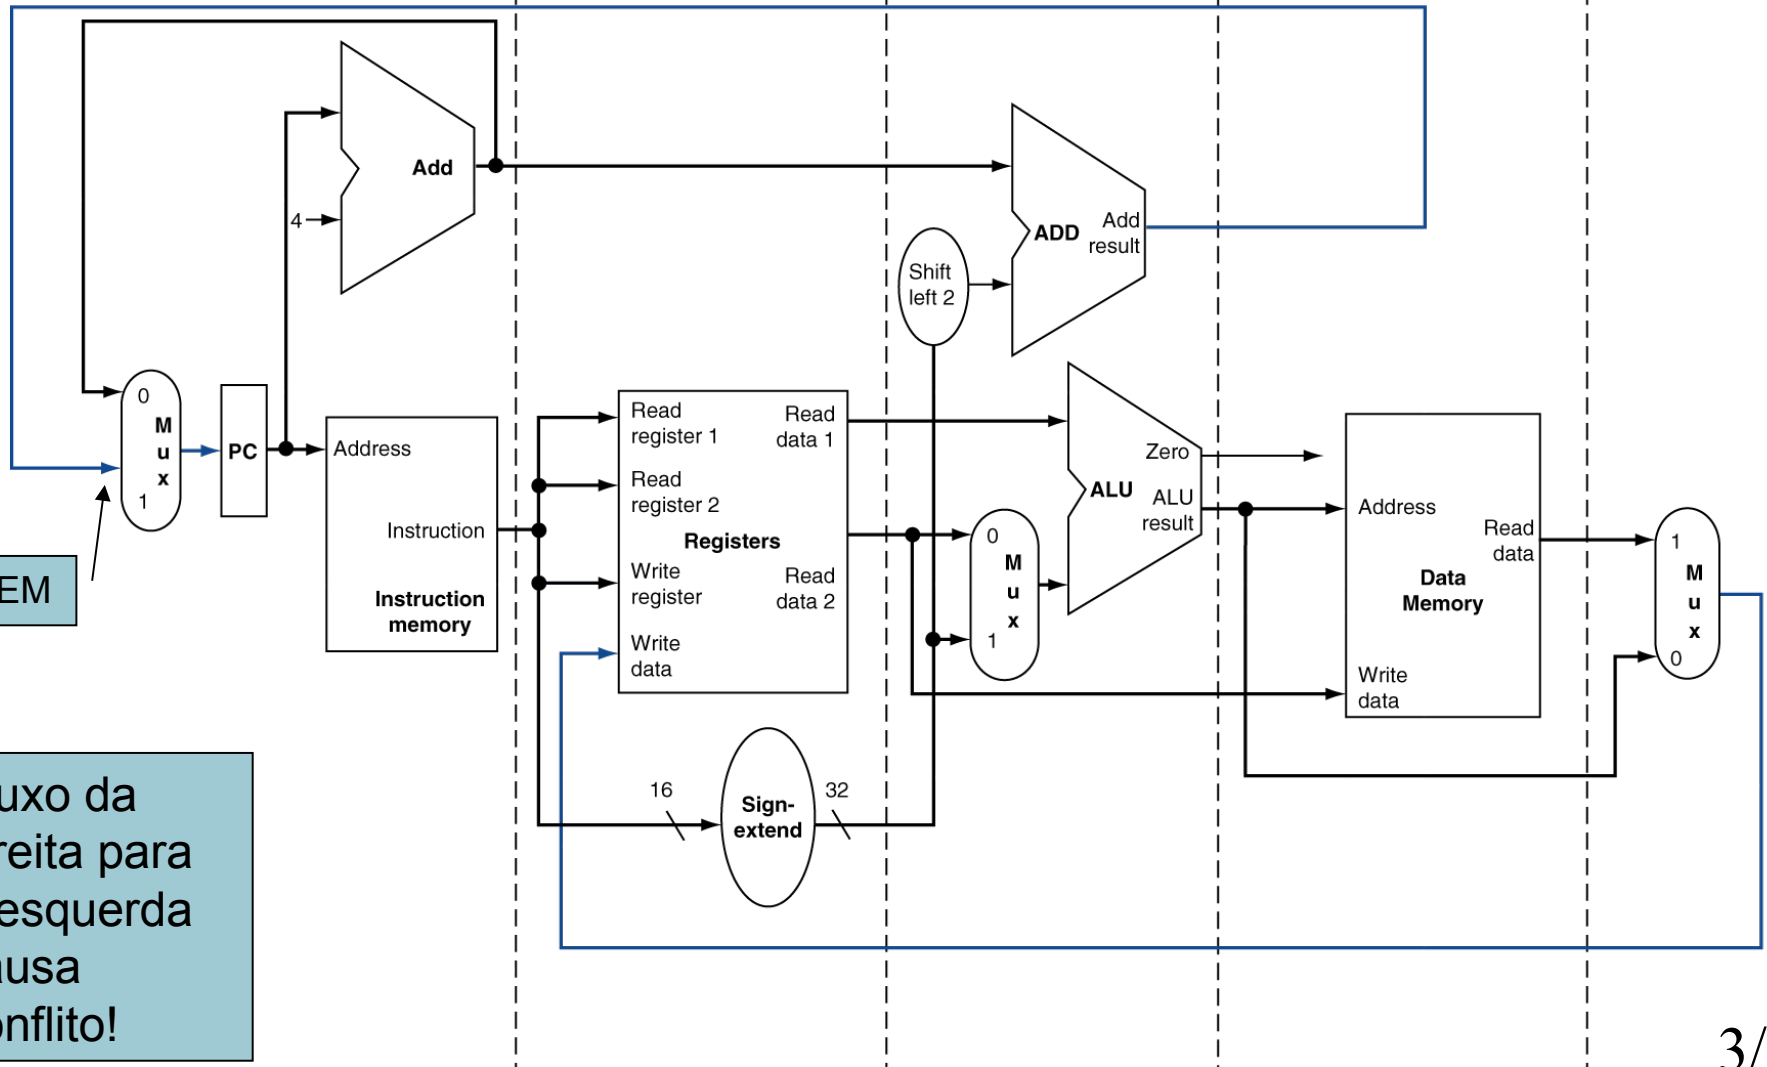 Add
4
ADD
Add
result
Shift
left 2
0
M
u
x
1
PC
Address
Instruction
Instruction
memory
Read
register 1
Read
data 1
Read
register 2
Registers
Write
register
Read
data 2
Write
data
0
M
u
x
1
Zero
ALU
ALU
result
Address
Read
data
Data
Memory
Write
data
1
M
u
x
0
16
Sign-
extend
32
EM
uxo da
reita para
esquerda
ausa
onflito!
3/